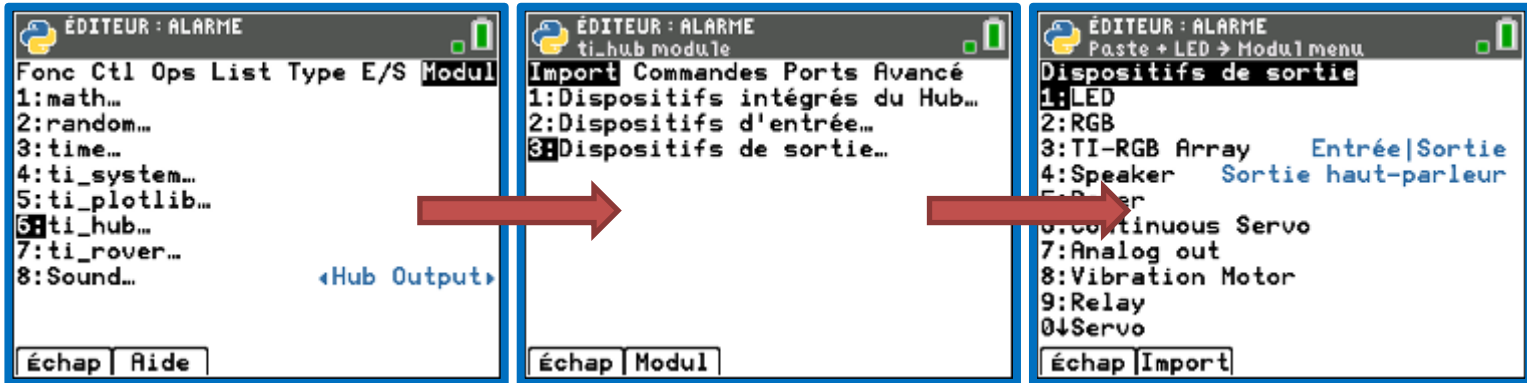 ÉDITEUR : ALARME
Fonc Ctl Ops List Type E/S Modul
1:math…
2:random…
3:time…
4:ti_system…
5:ti_plotlib…
6:ti_hub…
7:ti_rover…
8:Sound… ◂Hub Output▸
Échap Aide
ÉDITEUR : ALARME
ti_hub module
Import Commandes Ports Avancé
1:Dispositifs intégrés du Hub…
2:Dispositifs d'entrée…
3:Dispositifs de sortie…
Échap Modul
ÉDITEUR : ALARME
Paste + LED → Modul menu
Dispositifs de sortie
1:LED
2:RGB
3:TI-RGB Array Entrée|Sortie
4:Speaker Sortie haut-parleur
6:Continuous Servo
7:Analog out
8:Vibration Motor
9:Relay
0↓Servo
Échap Import